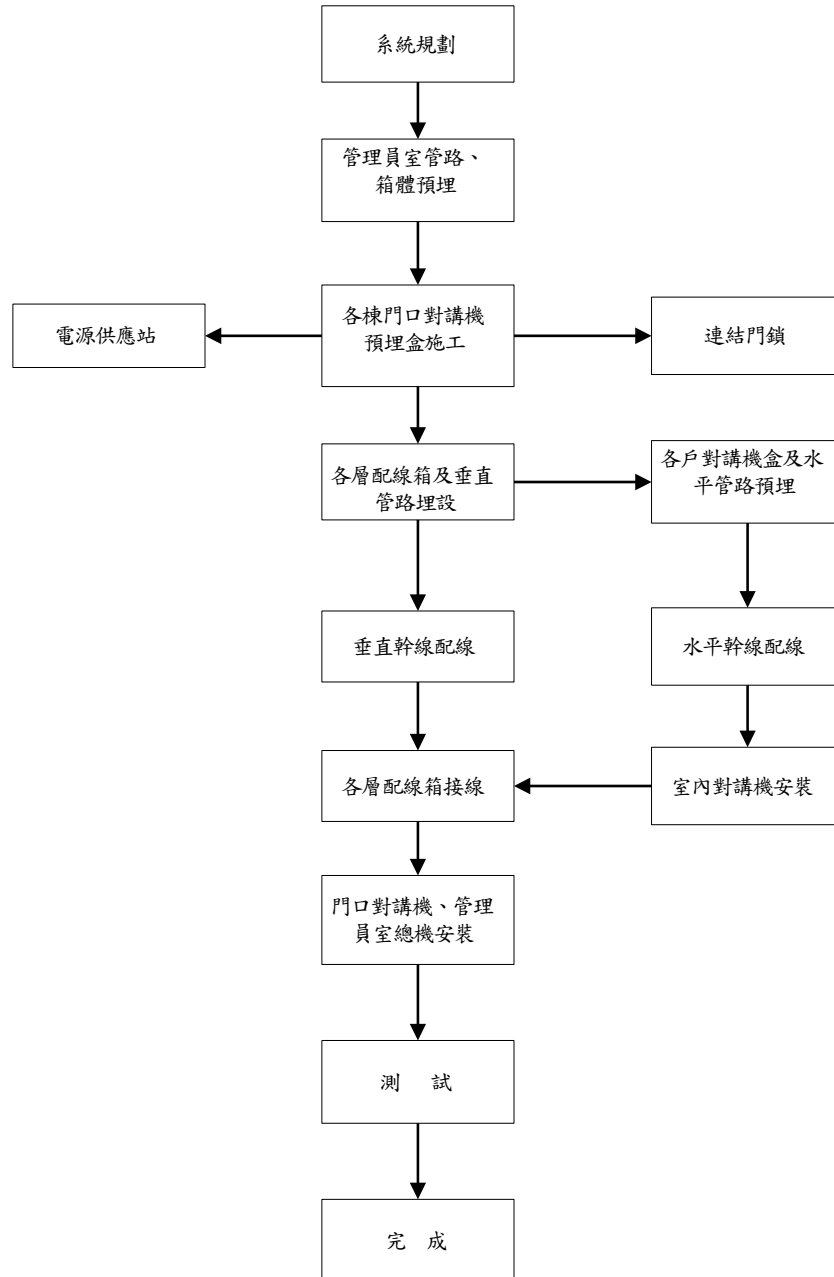 系統規劃
管理員室管路、
箱體預埋
電源供應站
各棟門口對講機
預埋盒施工
連結門鎖
各層配線箱及垂直
管路埋設
各戶對講機盒及水
平管路預埋
垂直幹線配線
水平幹線配線
各層配線箱接線
室內對講機安裝
門口對講機、管理
員室總機安裝
測 試
完 成